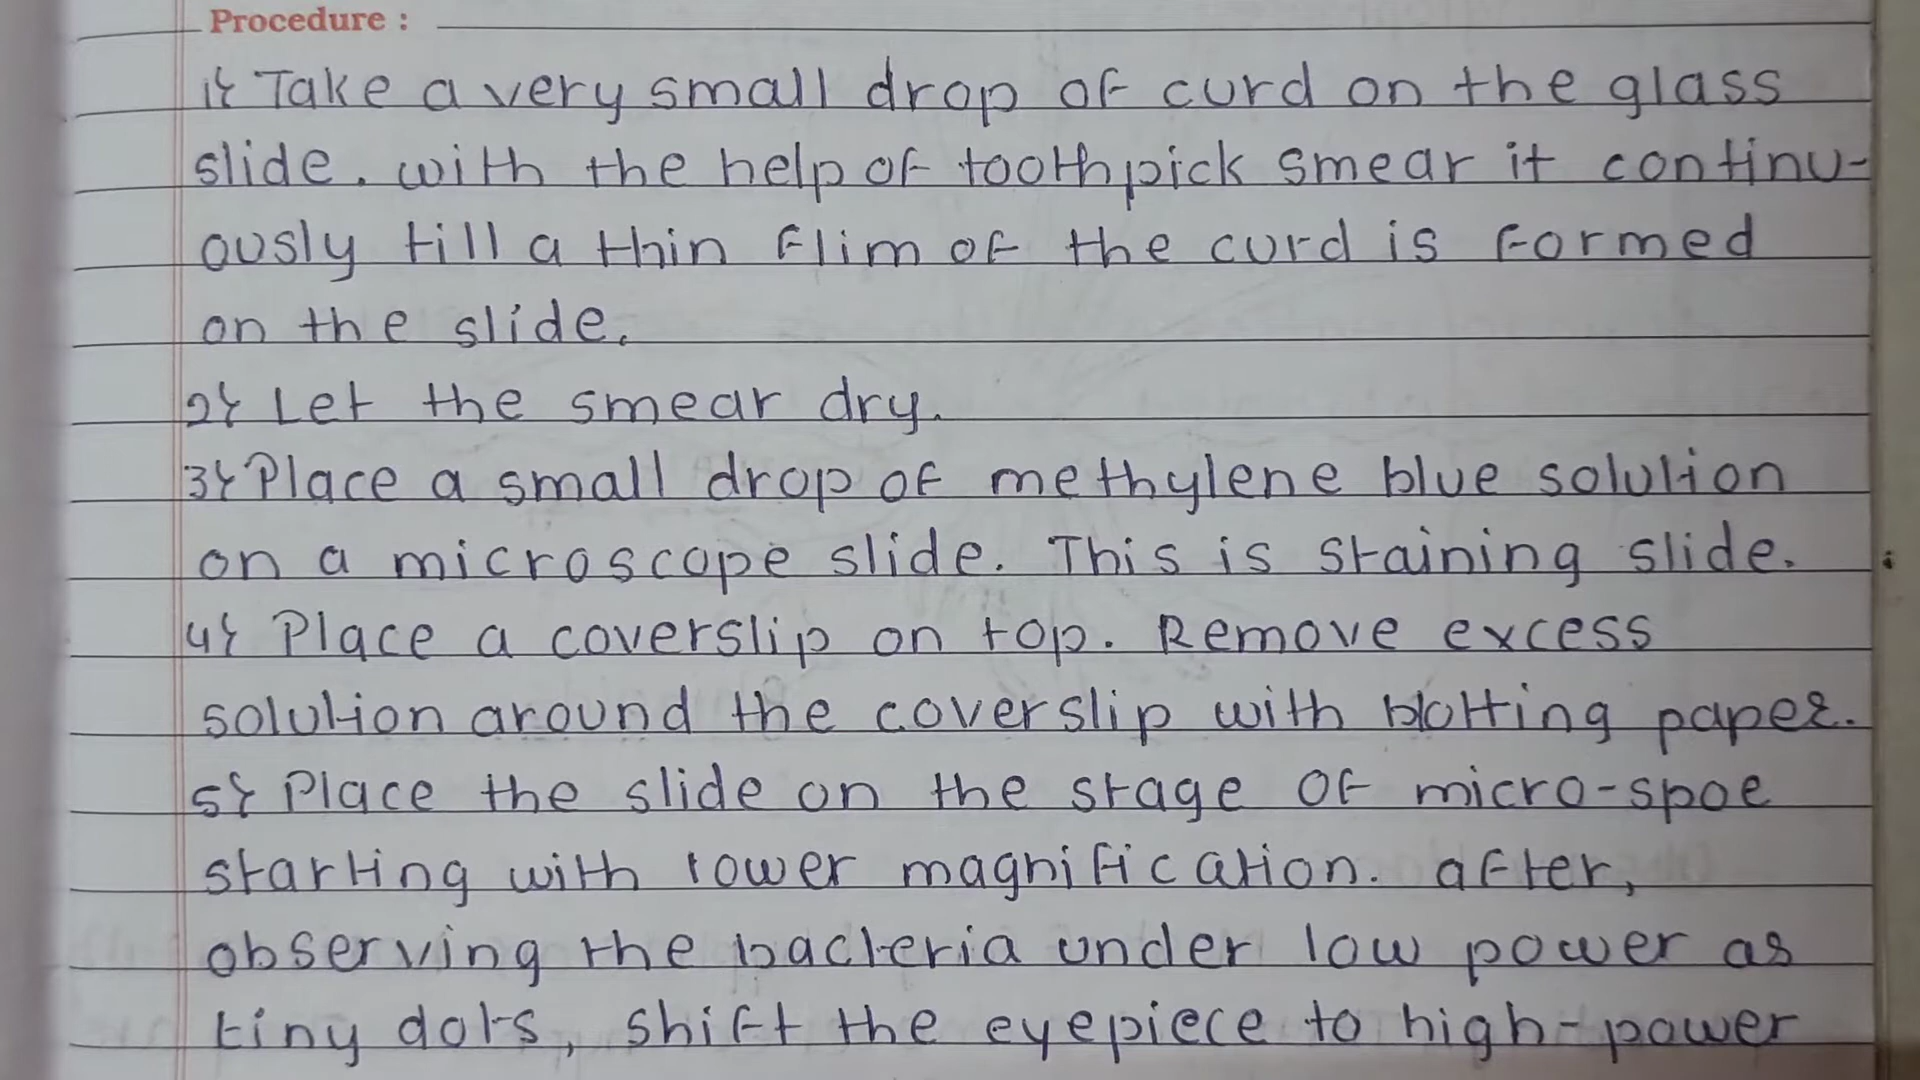 Procedure :
1} Take a very small drop of curd on the glass
slide. with the help of toothpick smear it continu-
ously till a thin flim of the curd is formed
on the slide.
2} Let the smear dry.
3} Place a small drop of methylene blue solution
on a microscope slide. This is staining slide.
4} Place a coverslip on top. Remove excess
solution around the coverslip with blotting paper.
5} Place the slide on the stage of micro-spoe
starting with lower magnification. after,
observing the bacteria under low power as
tiny dots, shift the eyepiece to high-power